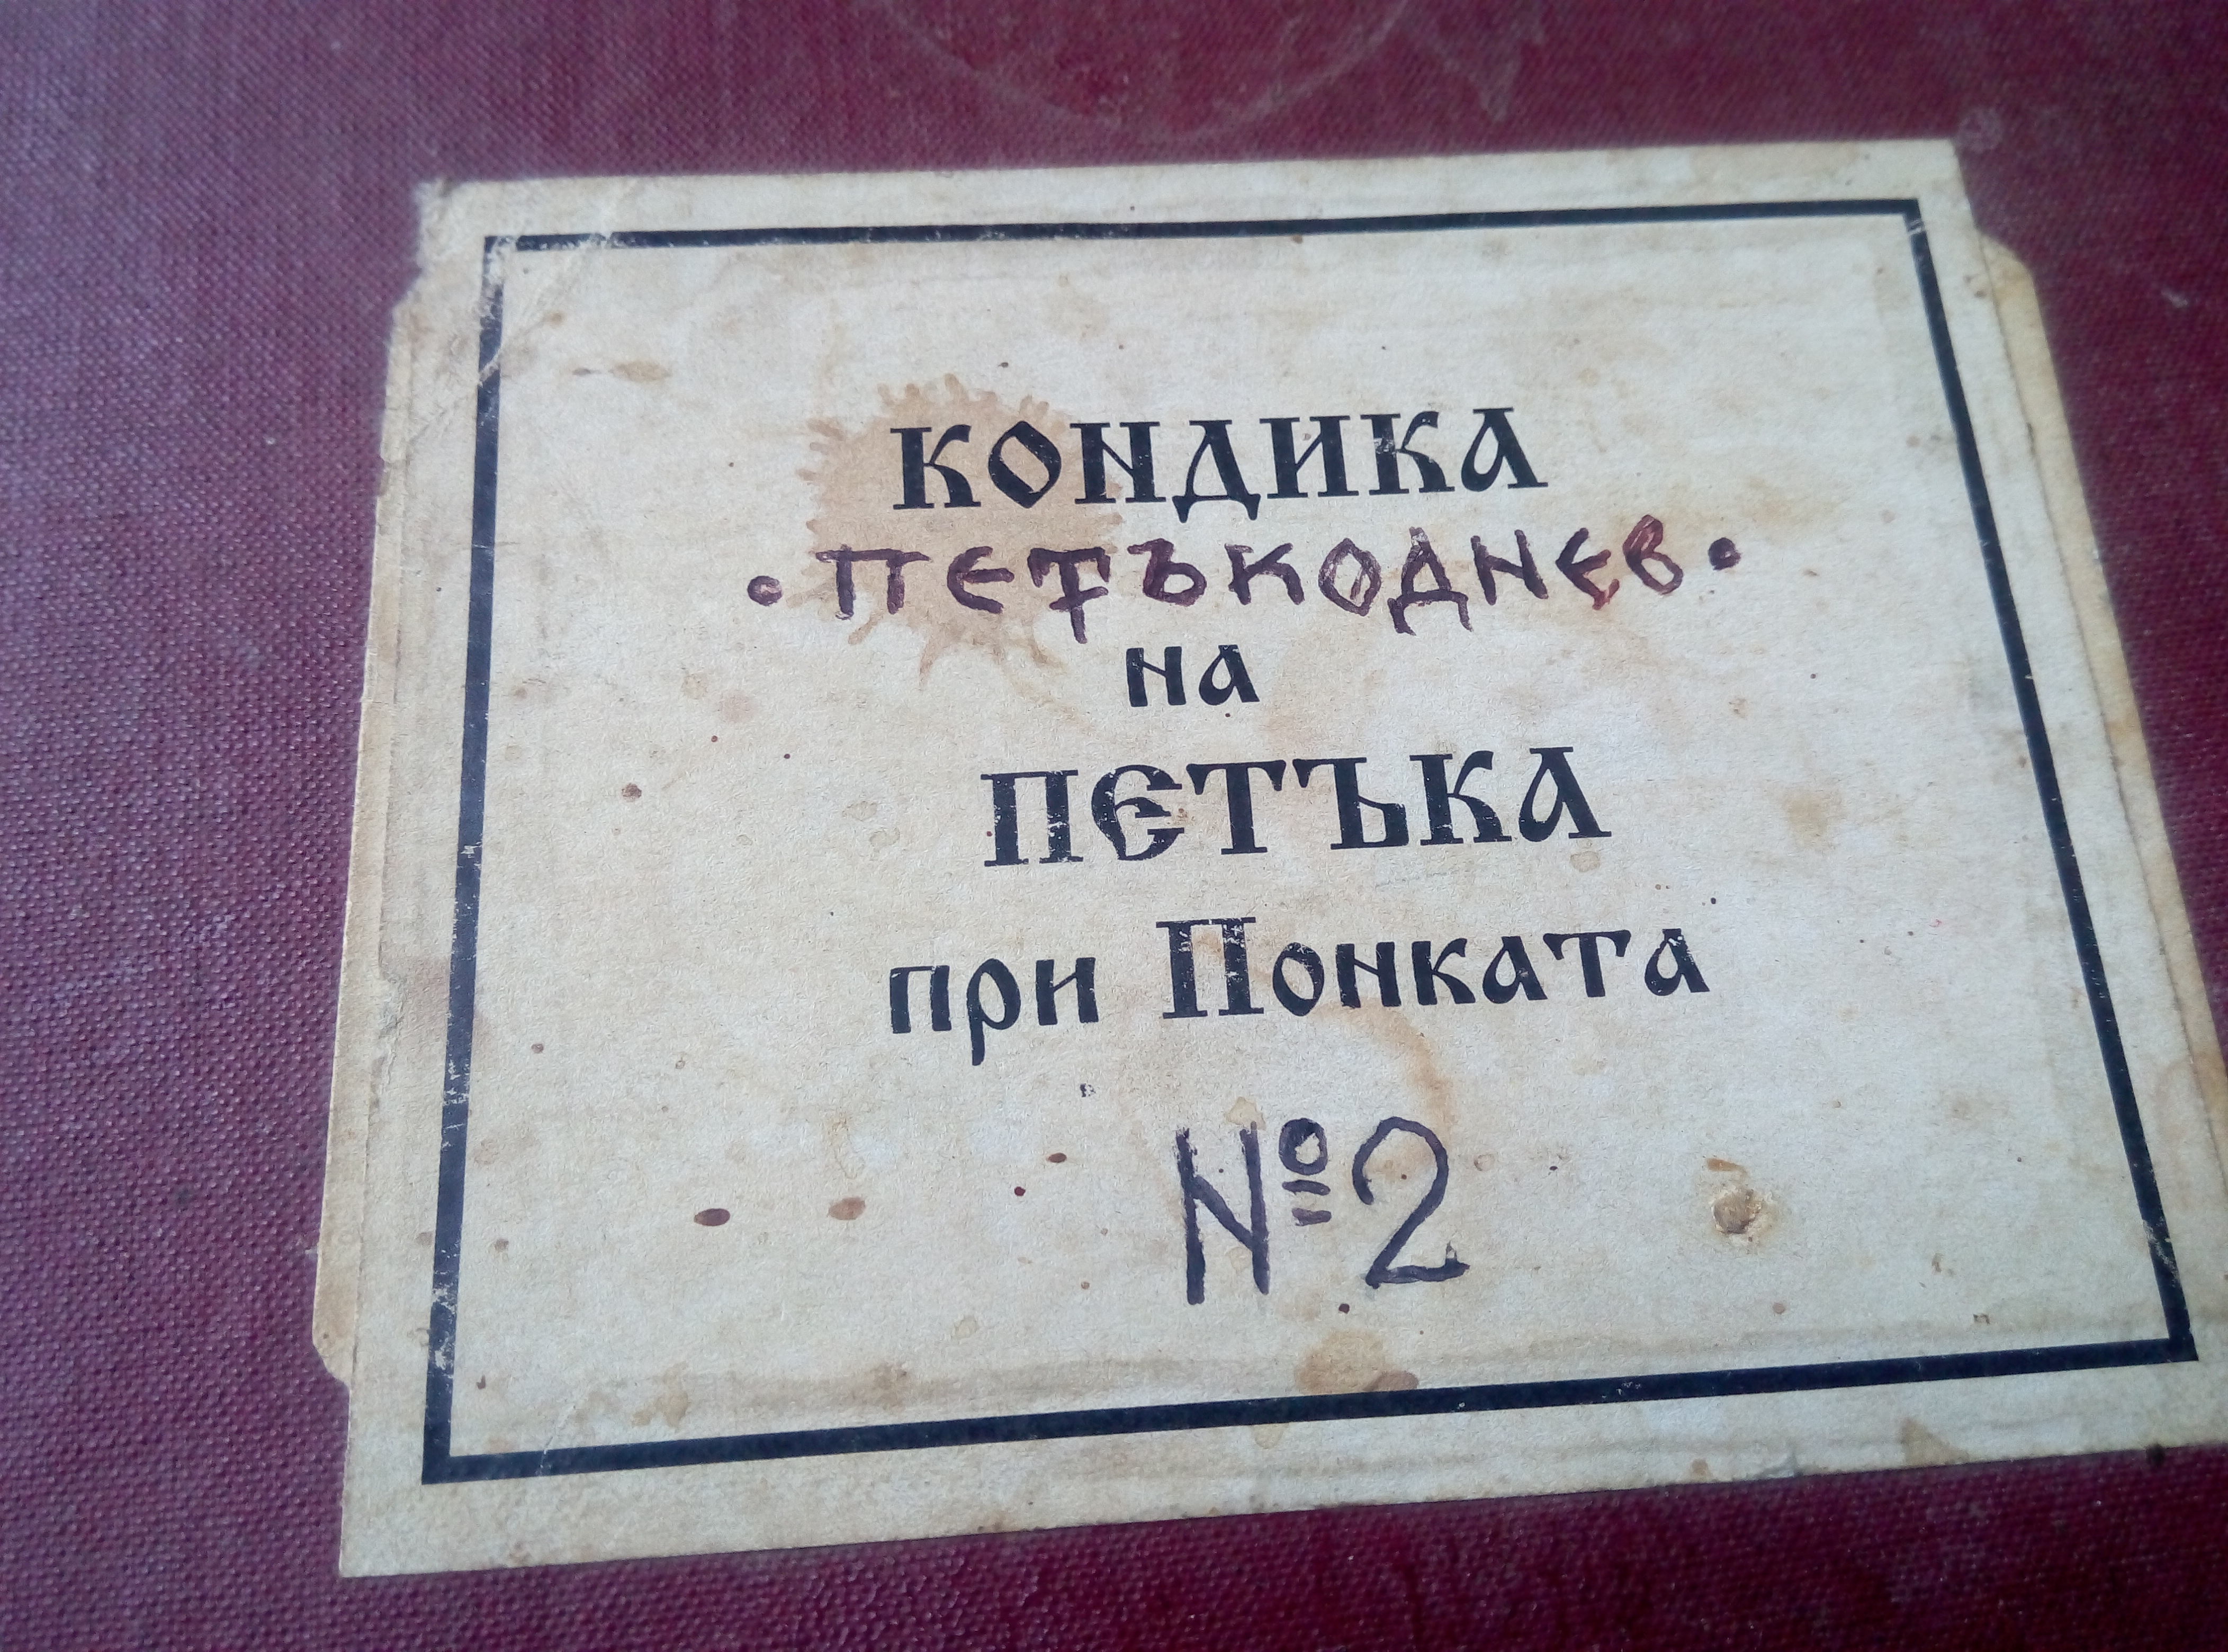 КОНДИКА
•ПЕТЪКОДНЕВ•
на
ПЕТЪКА
при Понката
№2